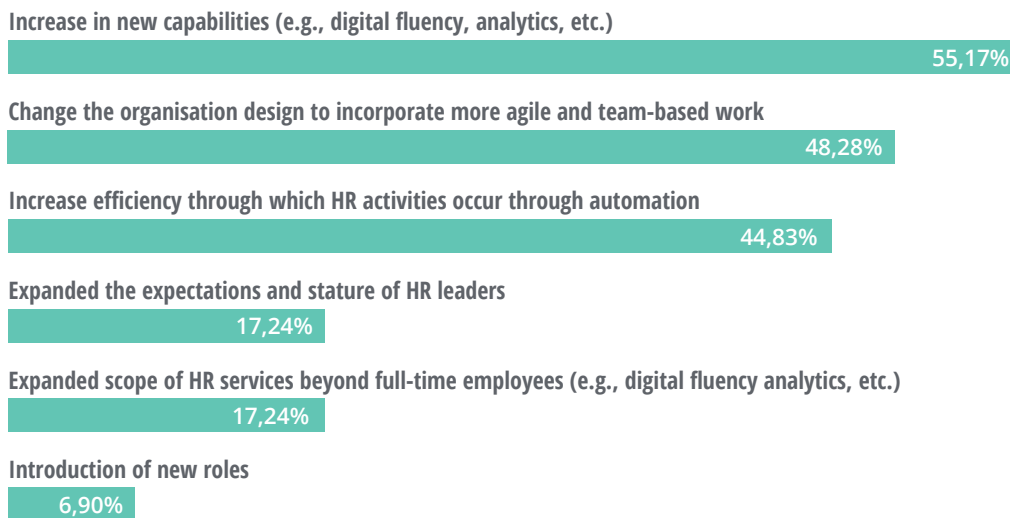 Increase in new capabilities (e.g., digital fluency, analytics, etc.)
55,17%
Change the organisation design to incorporate more agile and team-based work
48,28%
Increase efficiency through which HR activities occur through automation
44,83%
Expanded the expectations and stature of HR leaders
17,24%
Expanded scope of HR services beyond full-time employees (e.g., digital fluency analytics, etc.)
17,24%
Introduction of new roles
6,90%